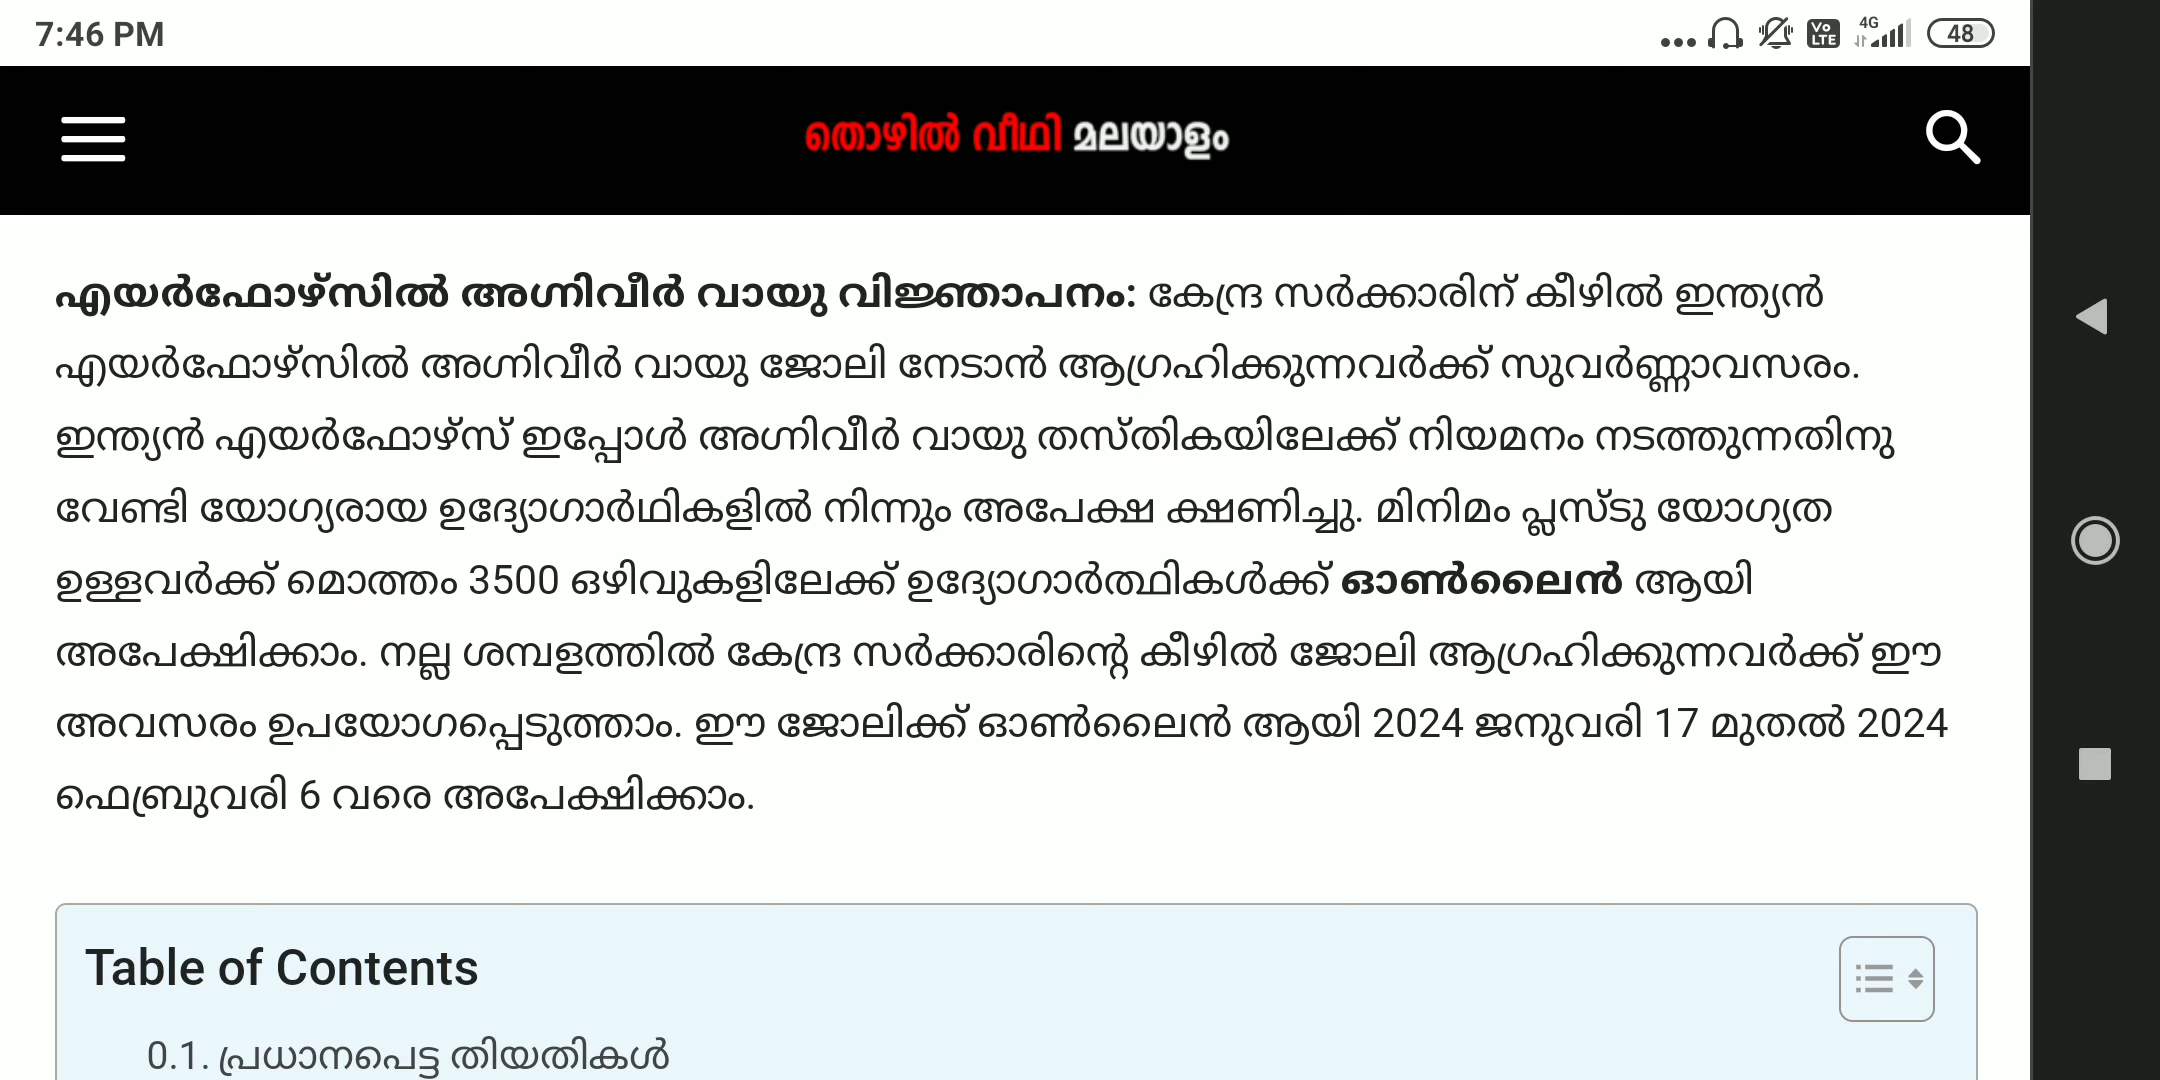 7:46 PM
Vo LTE 4G 48
തൊഴിൽ വീഥി മലയാളം
എയർഫോഴ്സിൽ അഗ്നിവീർ വായു വിജ്ഞാപനം: കേന്ദ്ര സർക്കാരിന് കീഴിൽ ഇന്ത്യൻ
എയർഫോഴ്സിൽ അഗ്നിവീർ വായു ജോലി നേടാൻ ആഗ്രഹിക്കുന്നവർക്ക് സുവർണ്ണാവസരം.
ഇന്ത്യൻ എയർഫോഴ്സ് ഇപ്പോൾ അഗ്നിവീർ വായു തസ്തികയിലേക്ക് നിയമനം നടത്തുന്നതിനു
വേണ്ടി യോഗ്യരായ ഉദ്യോഗാർഥികളിൽ നിന്നും അപേക്ഷ ക്ഷണിച്ചു. മിനിമം പ്ലസ്ടു യോഗ്യത
ഉള്ളവർക്ക് മൊത്തം 3500 ഒഴിവുകളിലേക്ക് ഉദ്യോഗാർത്ഥികൾക്ക് ഓൺലൈൻ ആയി
അപേക്ഷിക്കാം. നല്ല ശമ്പളത്തിൽ കേന്ദ്ര സർക്കാരിന്റെ കീഴിൽ ജോലി ആഗ്രഹിക്കുന്നവർക്ക് ഈ
അവസരം ഉപയോഗപ്പെടുത്താം. ഈ ജോലിക്ക് ഓൺലൈൻ ആയി 2024 ജനുവരി 17 മുതൽ 2024
ഫെബ്രുവരി 6 വരെ അപേക്ഷിക്കാം.
Table of Contents
0.1. പ്രധാനപെട്ട തിയതികൾ